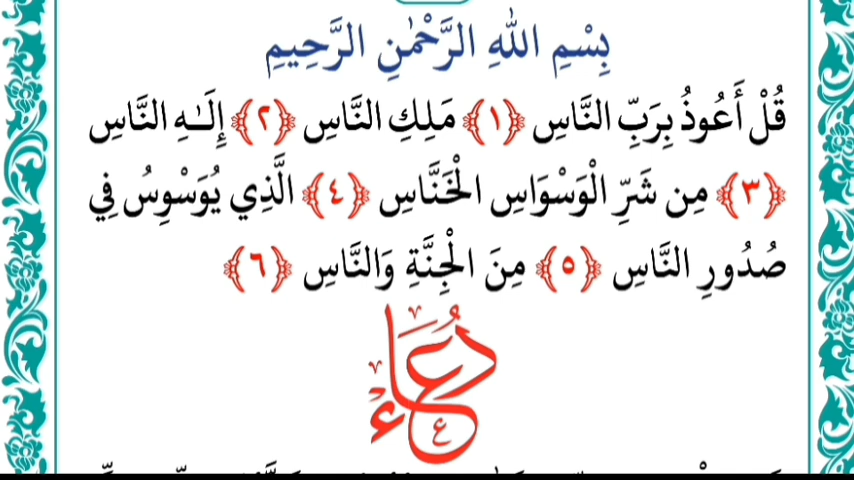 بِسْمِ اللهِ الرَّحْمٰنِ الرَّحِيمِ
قُلْ أَعُوذُ بِرَبِّ النَّاسِ ﴿١﴾ مَلِكِ النَّاسِ ﴿٢﴾ إِلَـٰهِ النَّاسِ
﴿٣﴾ مِن شَرِّ الْوَسْوَاسِ الْخَنَّاسِ ﴿٤﴾ الَّذِي يُوَسْوِسُ فِي
صُدُورِ النَّاسِ ﴿٥﴾ مِنَ الْجِنَّةِ وَالنَّاسِ ﴿٦﴾
دُعَاءْ